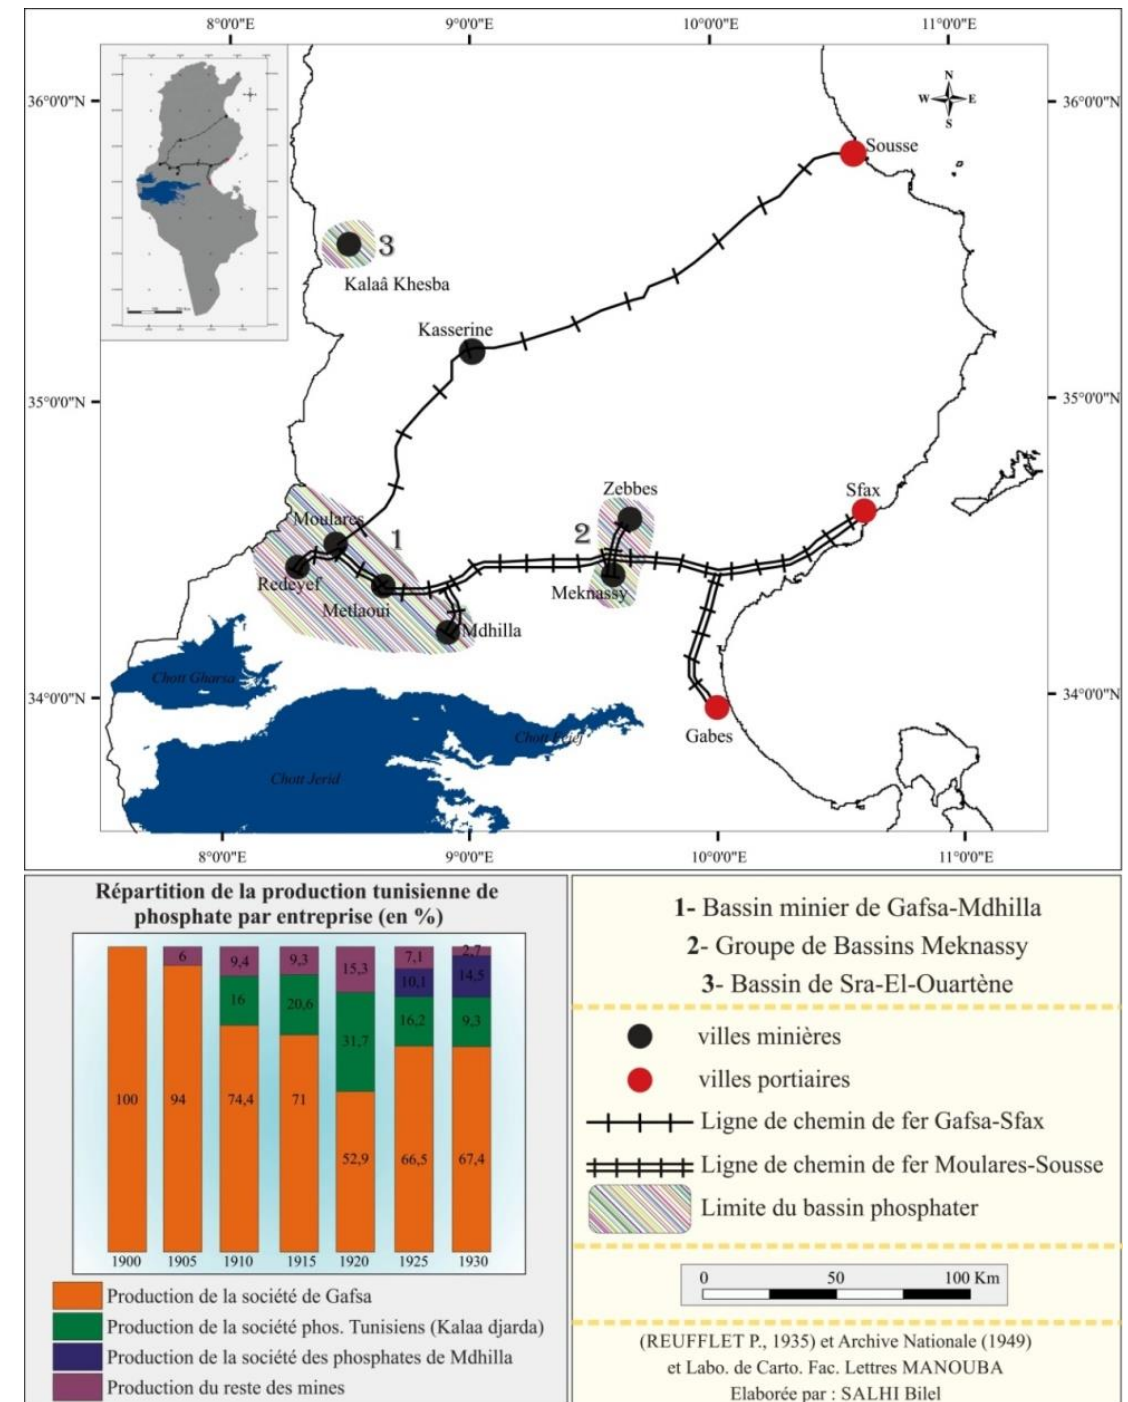 8°0'0"E 9°0'0"E 10°0'0"E 11°0'0"E
N
W E
S
36°0'0"N 36°0'0"N
Sousse
3
Kalaâ Khesba
Kasserine
35°0'0"N 35°0'0"N
Zebbes
Sfax
Moulares
1
2
Redeyef
Metlaoui
Meknassy
Mdhilla
Chott Gharsa
34°0'0"N 34°0'0"N
Gabes
Chott Fejej
Chott Jerid
8°0'0"E 9°0'0"E 10°0'0"E 11°0'0"E
Répartition de la production tunisienne de
phosphate par entreprise (en %)
6 9,4 9,3 15,3 7,1 2,7
10,1 14,5
16 20,6 31,7 16,2 9,3
100 94 74,4 71 52,9 66,5 67,4
1900 1905 1910 1915 1920 1925 1930
Production de la société de Gafsa
Production de la société phos. Tunisiens (Kalaa djarda)
Production de la société des phosphates de Mdhilla
Production du reste des mines
1- Bassin minier de Gafsa-Mdhilla
2- Groupe de Bassins Meknassy
3- Bassin de Sra-El-Ouartène
villes minières
villes portiaires
Ligne de chemin de fer Gafsa-Sfax
Ligne de chemin de fer Moulares-Sousse
Limite du bassin phosphater
0 50 100 Km
(REUFFLET P., 1935) et Archive Nationale (1949)
et Labo. de Carto. Fac. Lettres MANOUBA
Elaborée par : SALHI Bilel